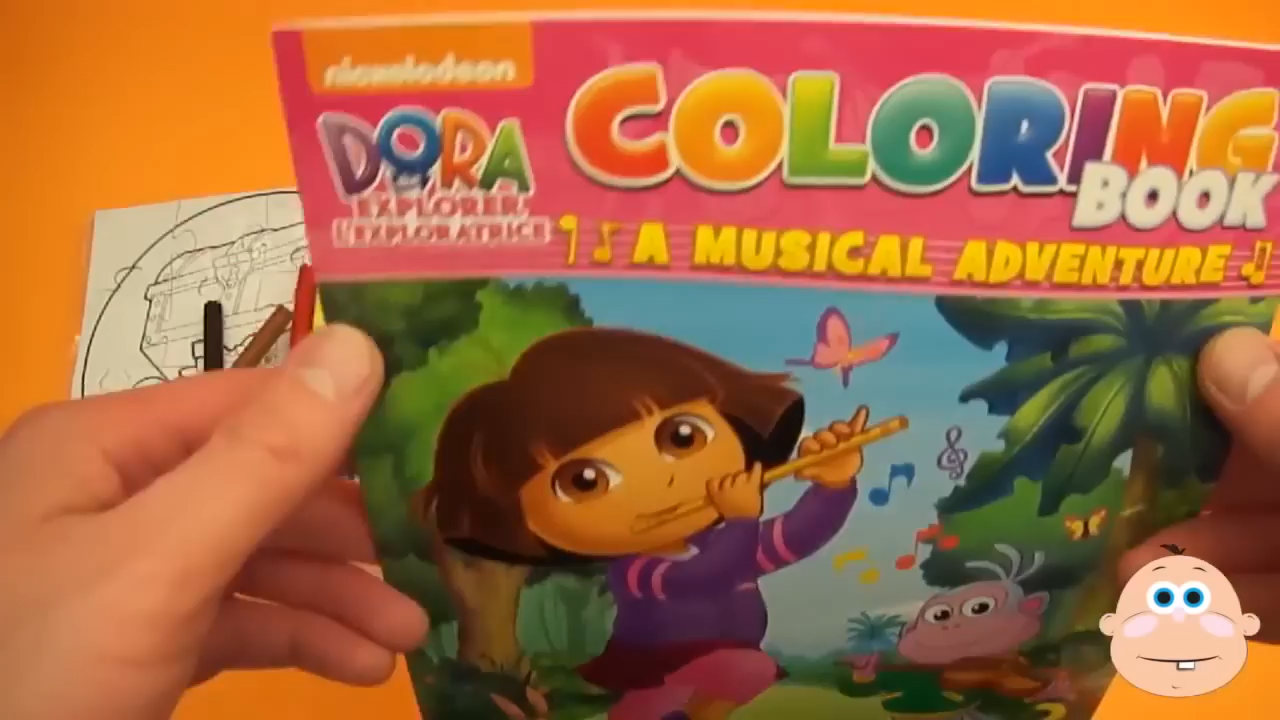 nickelodeon
DORA
EXPLORER
L'EXPLORATRICE
COLORING
BOOK
A MUSICAL ADVENTURE